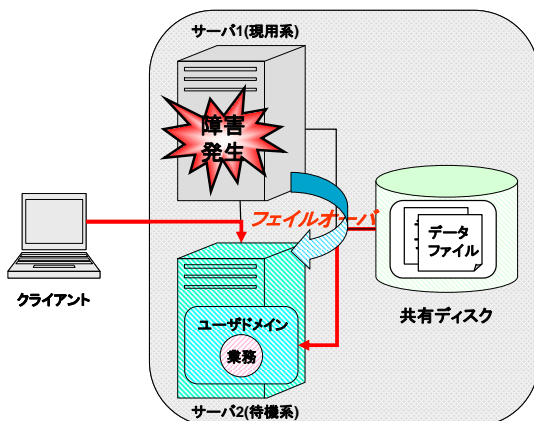 サーバ1(現用系)
障害
発生
フェイルオーバ
データ
ファイル
クライアント
共有ディスク
ユーザドメイン
業務
サーバ2(待機系)